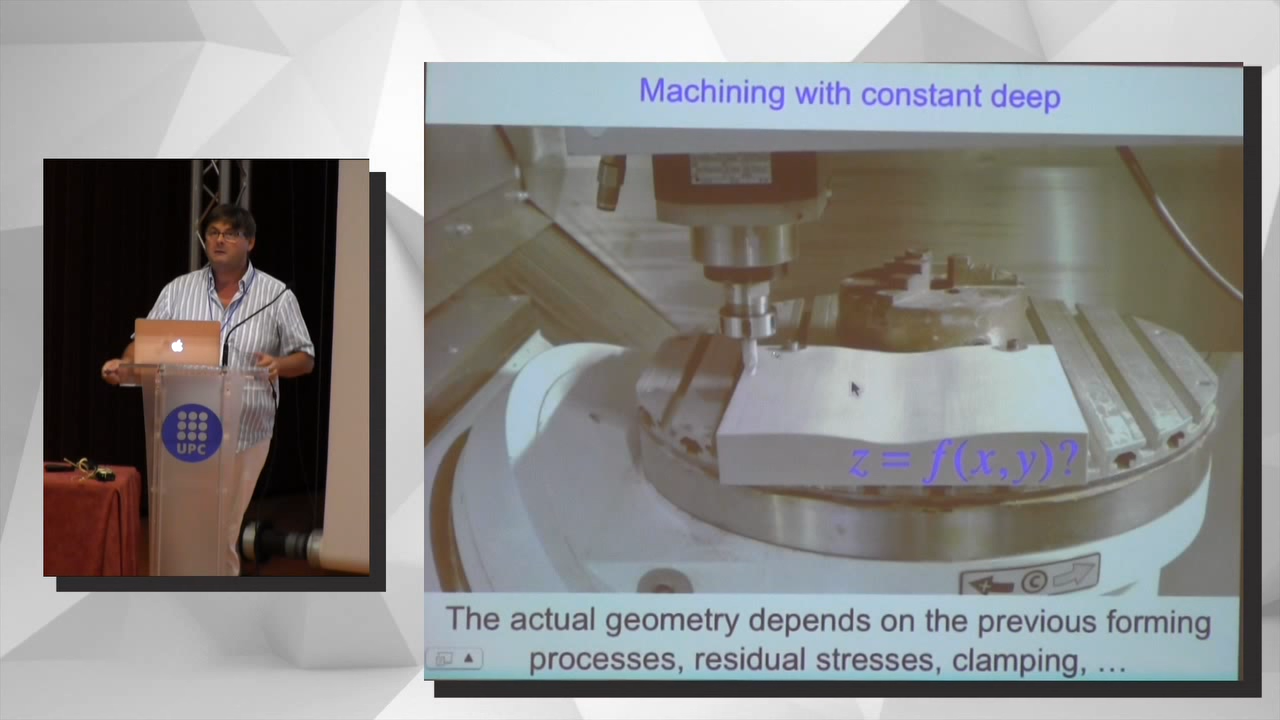 Machining with constant deep
z = f(x,y)?
C
The actual geometry depends on the previous forming
processes, residual stresses, clamping, …
UPC